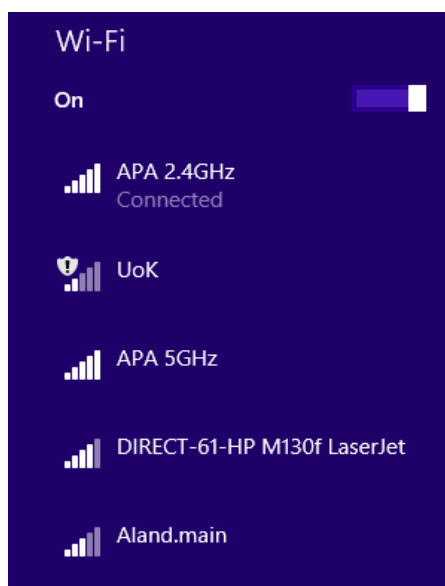 Wi-Fi
On
APA 2.4GHz
Connected
UoK
APA 5GHz
DIRECT-61-HP M130f LaserJet
Aland.main